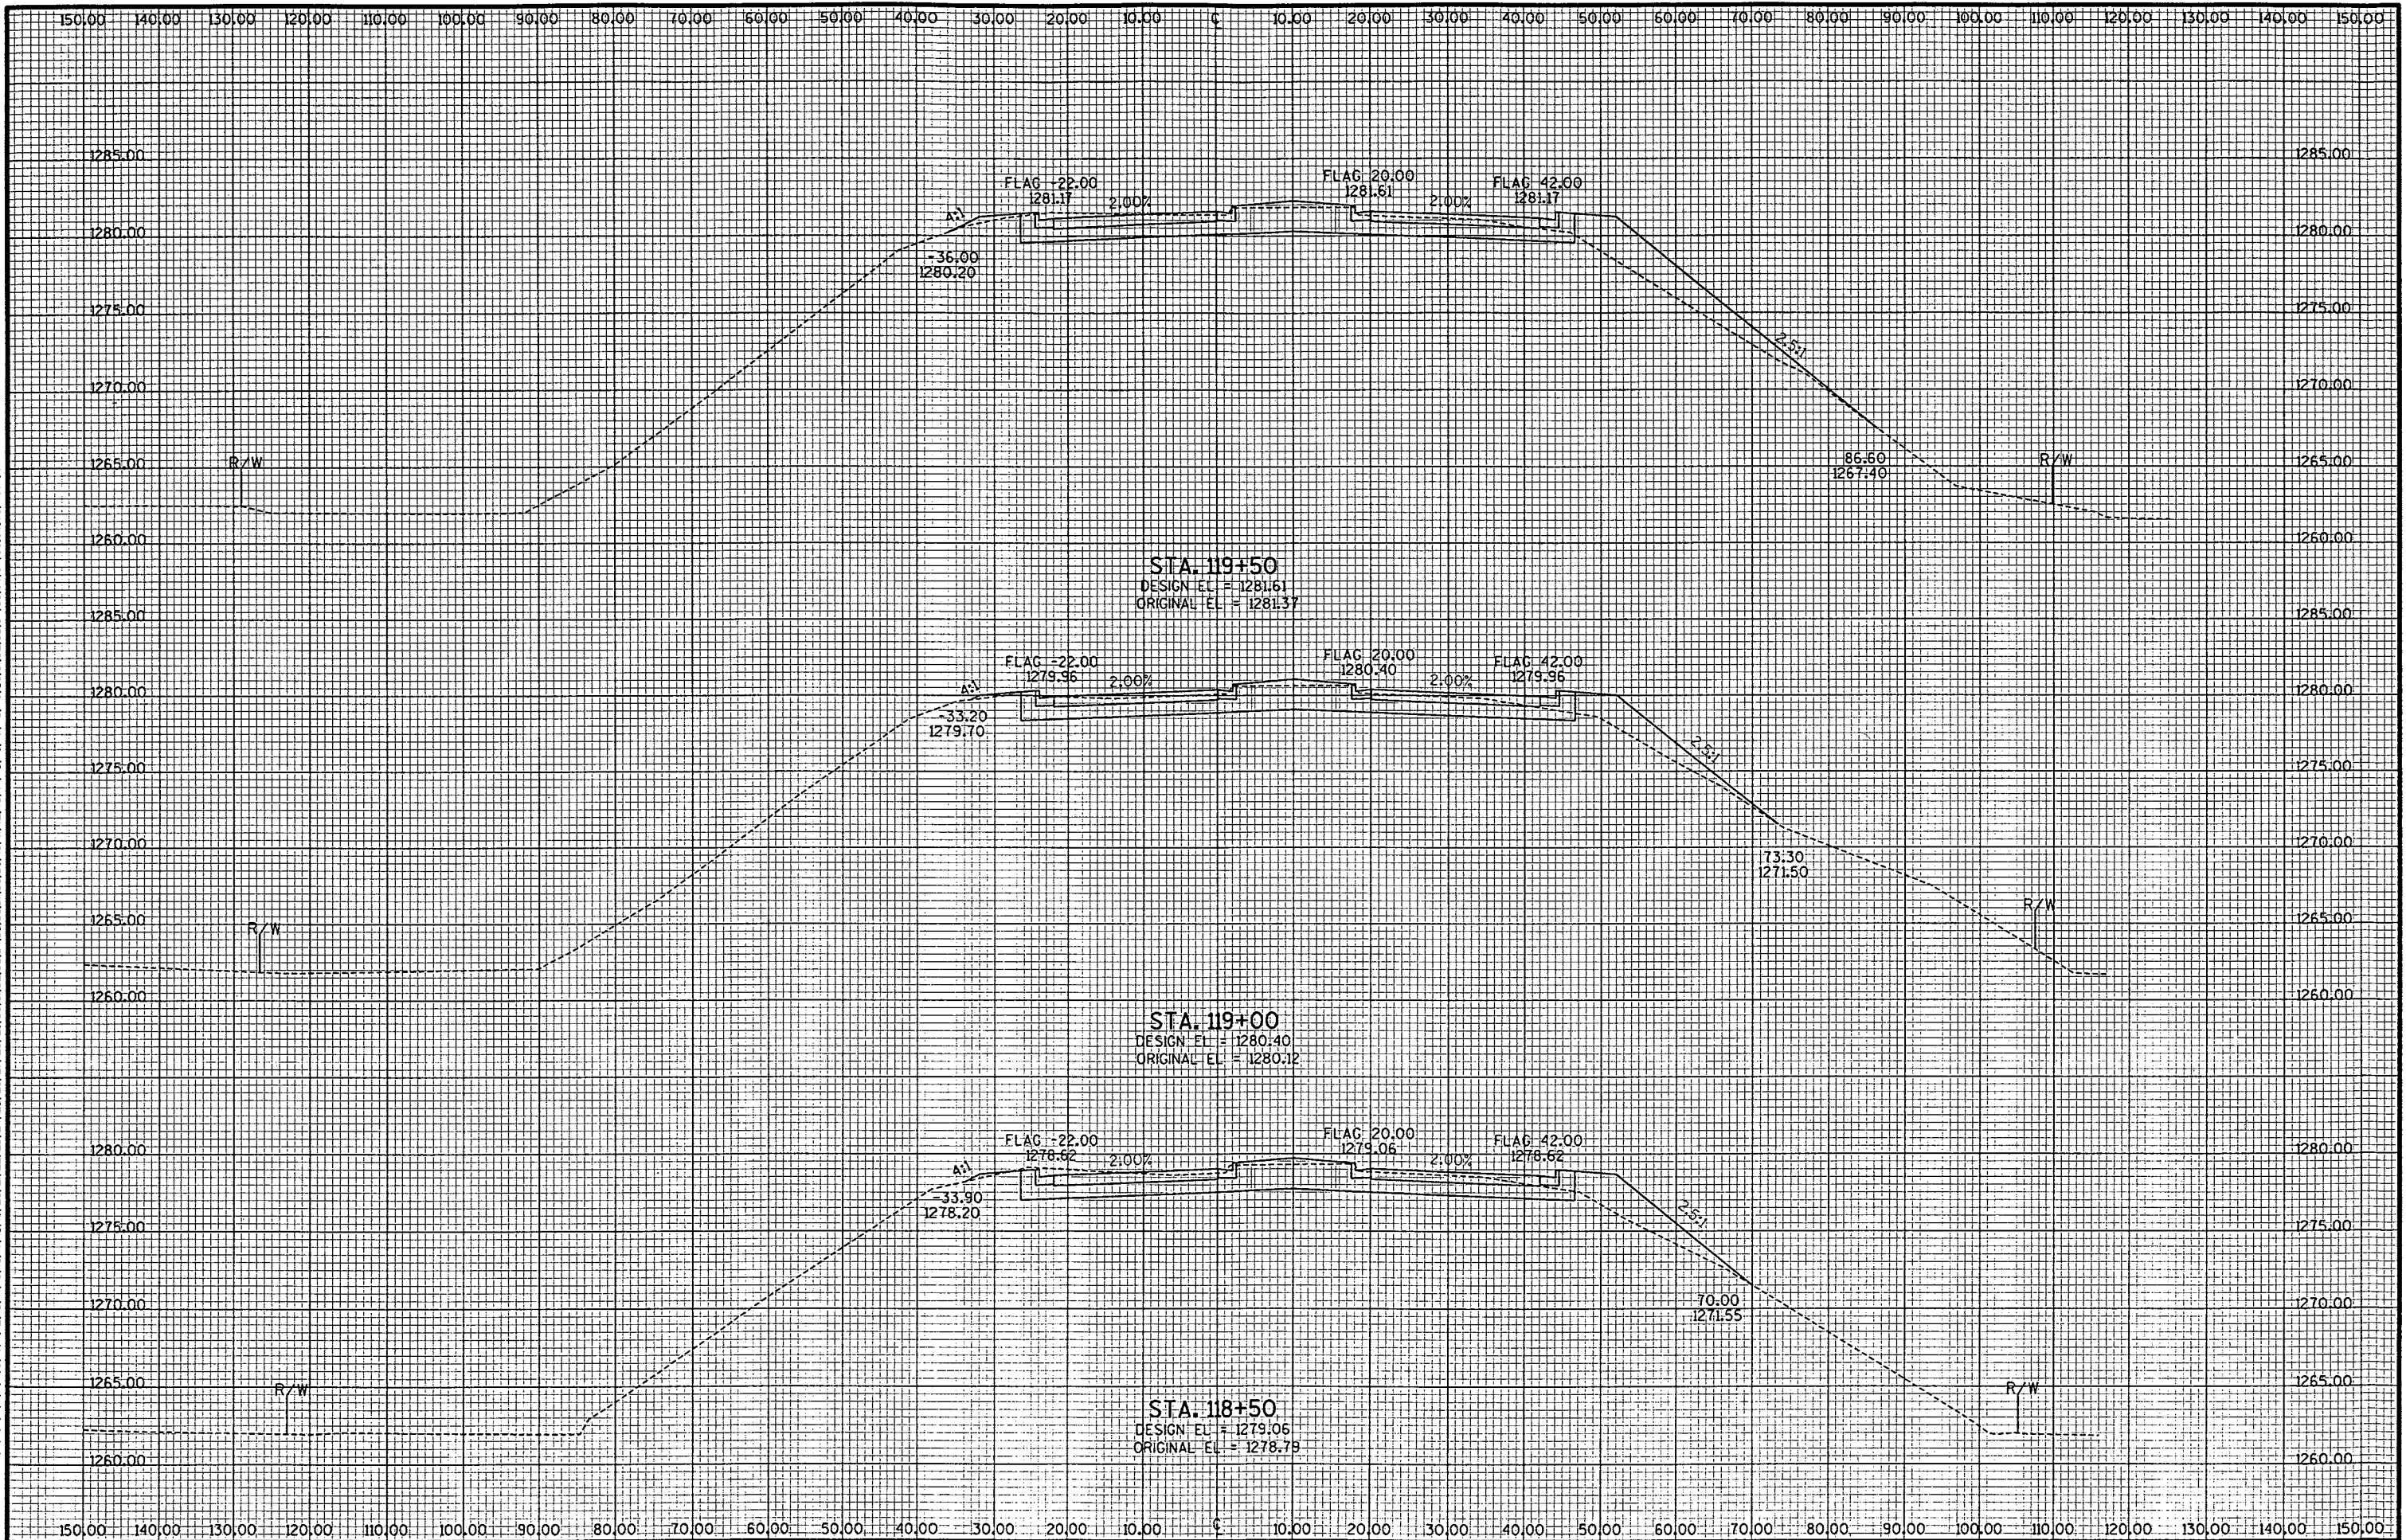 150.00 140.00 130.00 120.00 110.00 100.00 90.00 80.00 70.00 60.00 50.00 40.00 30.00 20.00 10.00 ℄ 10.00 20.00 30.00 40.00 50.00 60.00 70.00 80.00 90.00 100.00 110.00 120.00 130.00 140.00 150.00
1285.00 1285.00
FLAG -22.00 FLAG 20.00 FLAG 42.00
1281.17 1281.61 1281.17
4:1 2.00% 2.00%
1280.00 1280.00
-36.00
1280.20
1275.00 1275.00
2.5:1
1270.00 1270.00
R/W 86.60 R/W
1265.00 1267.40 1265.00
1260.00 1260.00
STA. 119+50
DESIGN EL = 1281.61
ORIGINAL EL = 1281.37
1285.00 1285.00
FLAG -22.00 FLAG 20.00 FLAG 42.00
1279.96 1280.40 1279.96
4:1 2.00% 2.00%
1280.00 1280.00
-33.20
1279.70
2.5:1
1275.00 1275.00
1270.00 1270.00
73.30
1271.50
R/W R/W
1265.00 1265.00
1260.00 1260.00
STA. 119+00
DESIGN EL = 1280.40
ORIGINAL EL = 1280.12
FLAG -22.00 FLAG 20.00 FLAG 42.00
1280.00 1278.62 1279.06 1278.62 1280.00
4:1 2.00% 2.00%
-33.90
1278.20
2.5:1
1275.00 1275.00
1270.00 70.00 1270.00
1271.55
1265.00 1265.00
R/W R/W
STA. 118+50
DESIGN EL = 1279.06
ORIGINAL EL = 1278.79
1260.00 1260.00
150.00 140.00 130.00 120.00 110.00 100.00 90.00 80.00 70.00 60.00 50.00 40.00 30.00 20.00 10.00 ℄ 10.00 20.00 30.00 40.00 50.00 60.00 70.00 80.00 90.00 100.00 110.00 120.00 130.00 140.00 150.00